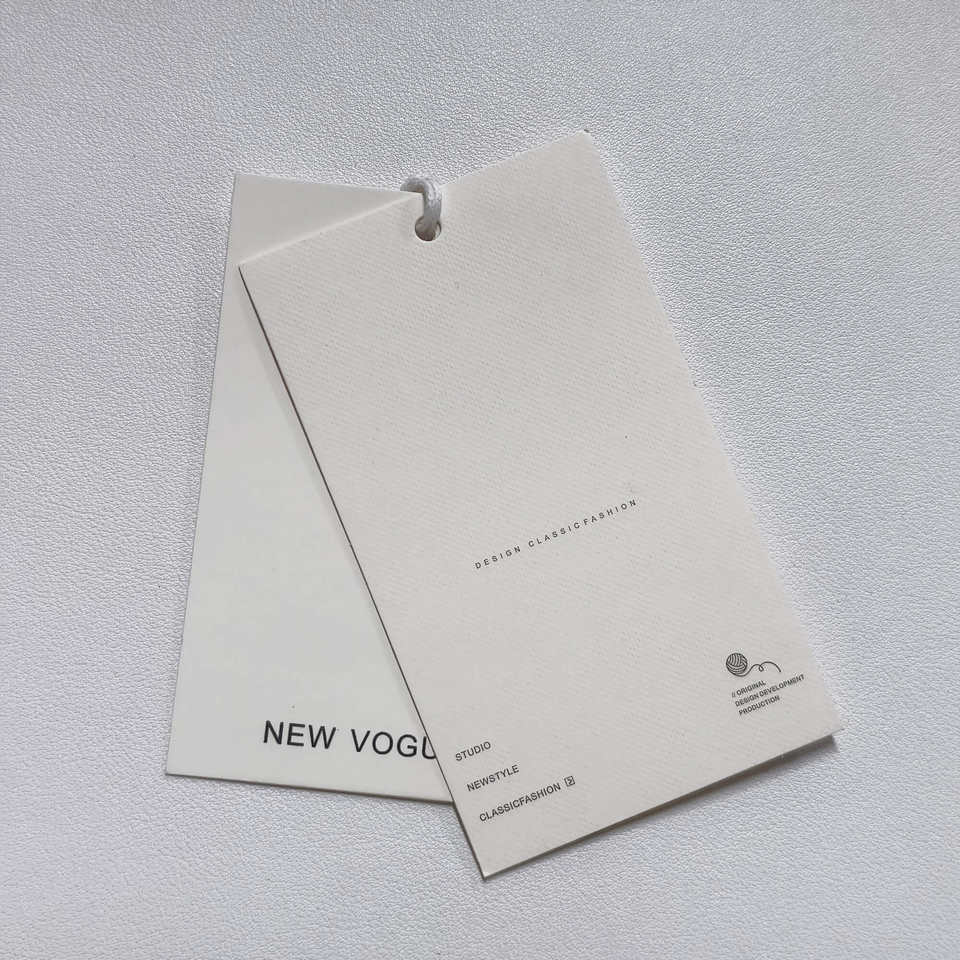 NEW VOGU
DESIGN CLASSICFASHION
// ORIGINAL
DESIGN DEVELOPMENT
PRODUCTION
STUDIO
NEWSTYLE
CLASSICFASHION